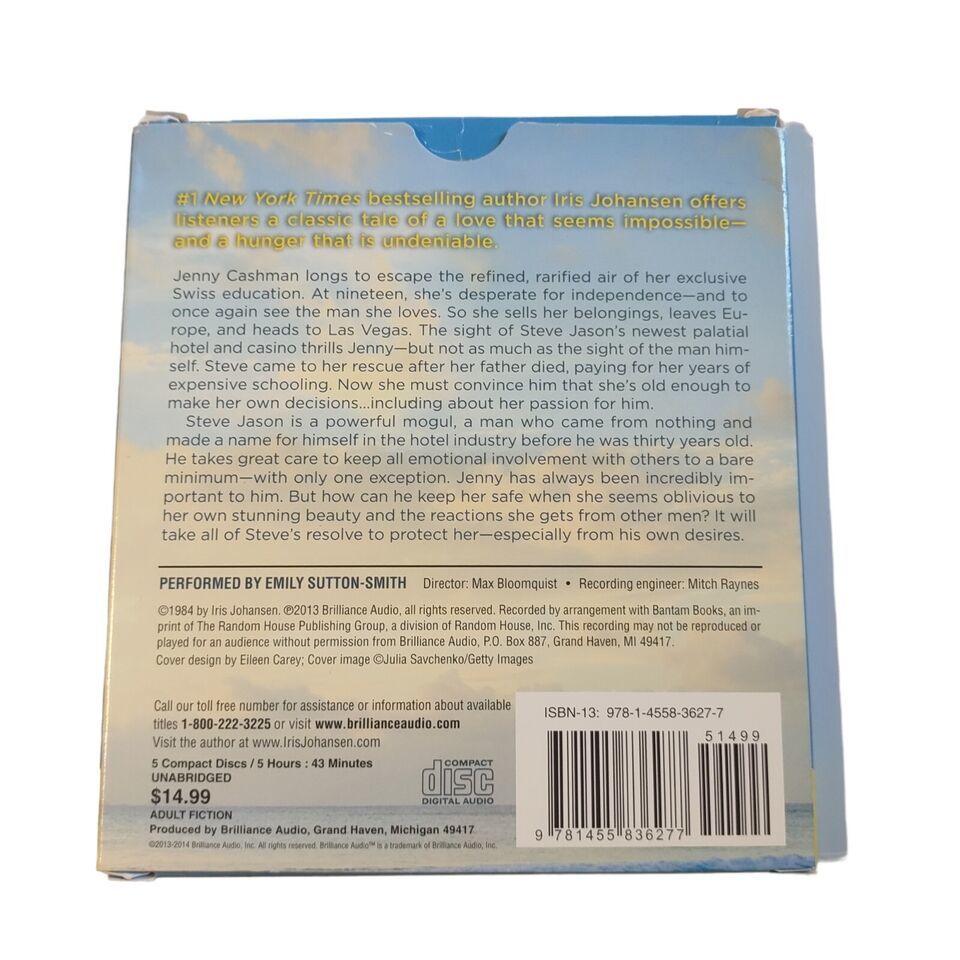 #1 New York Times bestselling author Iris Johansen offers
listeners a classic tale of a love that seems impossible—
and a hunger that is undeniable.
Jenny Cashman longs to escape the refined, rarified air of her exclusive
Swiss education. At nineteen, she's desperate for independence—and to
once again see the man she loves. So she sells her belongings, leaves Eu-
rope, and heads to Las Vegas. The sight of Steve Jason's newest palatial
hotel and casino thrills Jenny—but not as much as the sight of the man him-
self. Steve came to her rescue after her father died, paying for her years of
expensive schooling. Now she must convince him that she's old enough to
make her own decisions...including about her passion for him.
Steve Jason is a powerful mogul, a man who came from nothing and
made a name for himself in the hotel industry before he was thirty years old.
He takes great care to keep all emotional involvement with others to a bare
minimum—with only one exception. Jenny has always been incredibly im-
portant to him. But how can he keep her safe when she seems oblivious to
her own stunning beauty and the reactions she gets from other men? It will
take all of Steve's resolve to protect her—especially from his own desires.
PERFORMED BY EMILY SUTTON-SMITH Director: Max Bloomquist • Recording engineer: Mitch Raynes
©1984 by Iris Johansen. ℗2013 Brilliance Audio, all rights reserved. Recorded by arrangement with Bantam Books, an im-
print of The Random House Publishing Group, a division of Random House, Inc. This recording may not be reproduced or
played for an audience without permission from Brilliance Audio, P.O. Box 887, Grand Haven, MI 49417.
Cover design by Eileen Carey; Cover image ©Julia Savchenko/Getty Images
Call our toll free number for assistance or information about available
titles 1-800-222-3225 or visit www.brillianceaudio.com
Visit the author at www.IrisJohansen.com
5 Compact Discs / 5 Hours : 43 Minutes
UNABRIDGED
$14.99
ADULT FICTION
Produced by Brilliance Audio, Grand Haven, Michigan 49417
©2013-2014 Brilliance Audio, Inc. All rights reserved. Brilliance Audio™ is a trademark of Brilliance Audio, Inc.
COMPACT
disc
DIGITAL AUDIO
ISBN-13: 978-1-4558-3627-7
51499
9 781455 836277